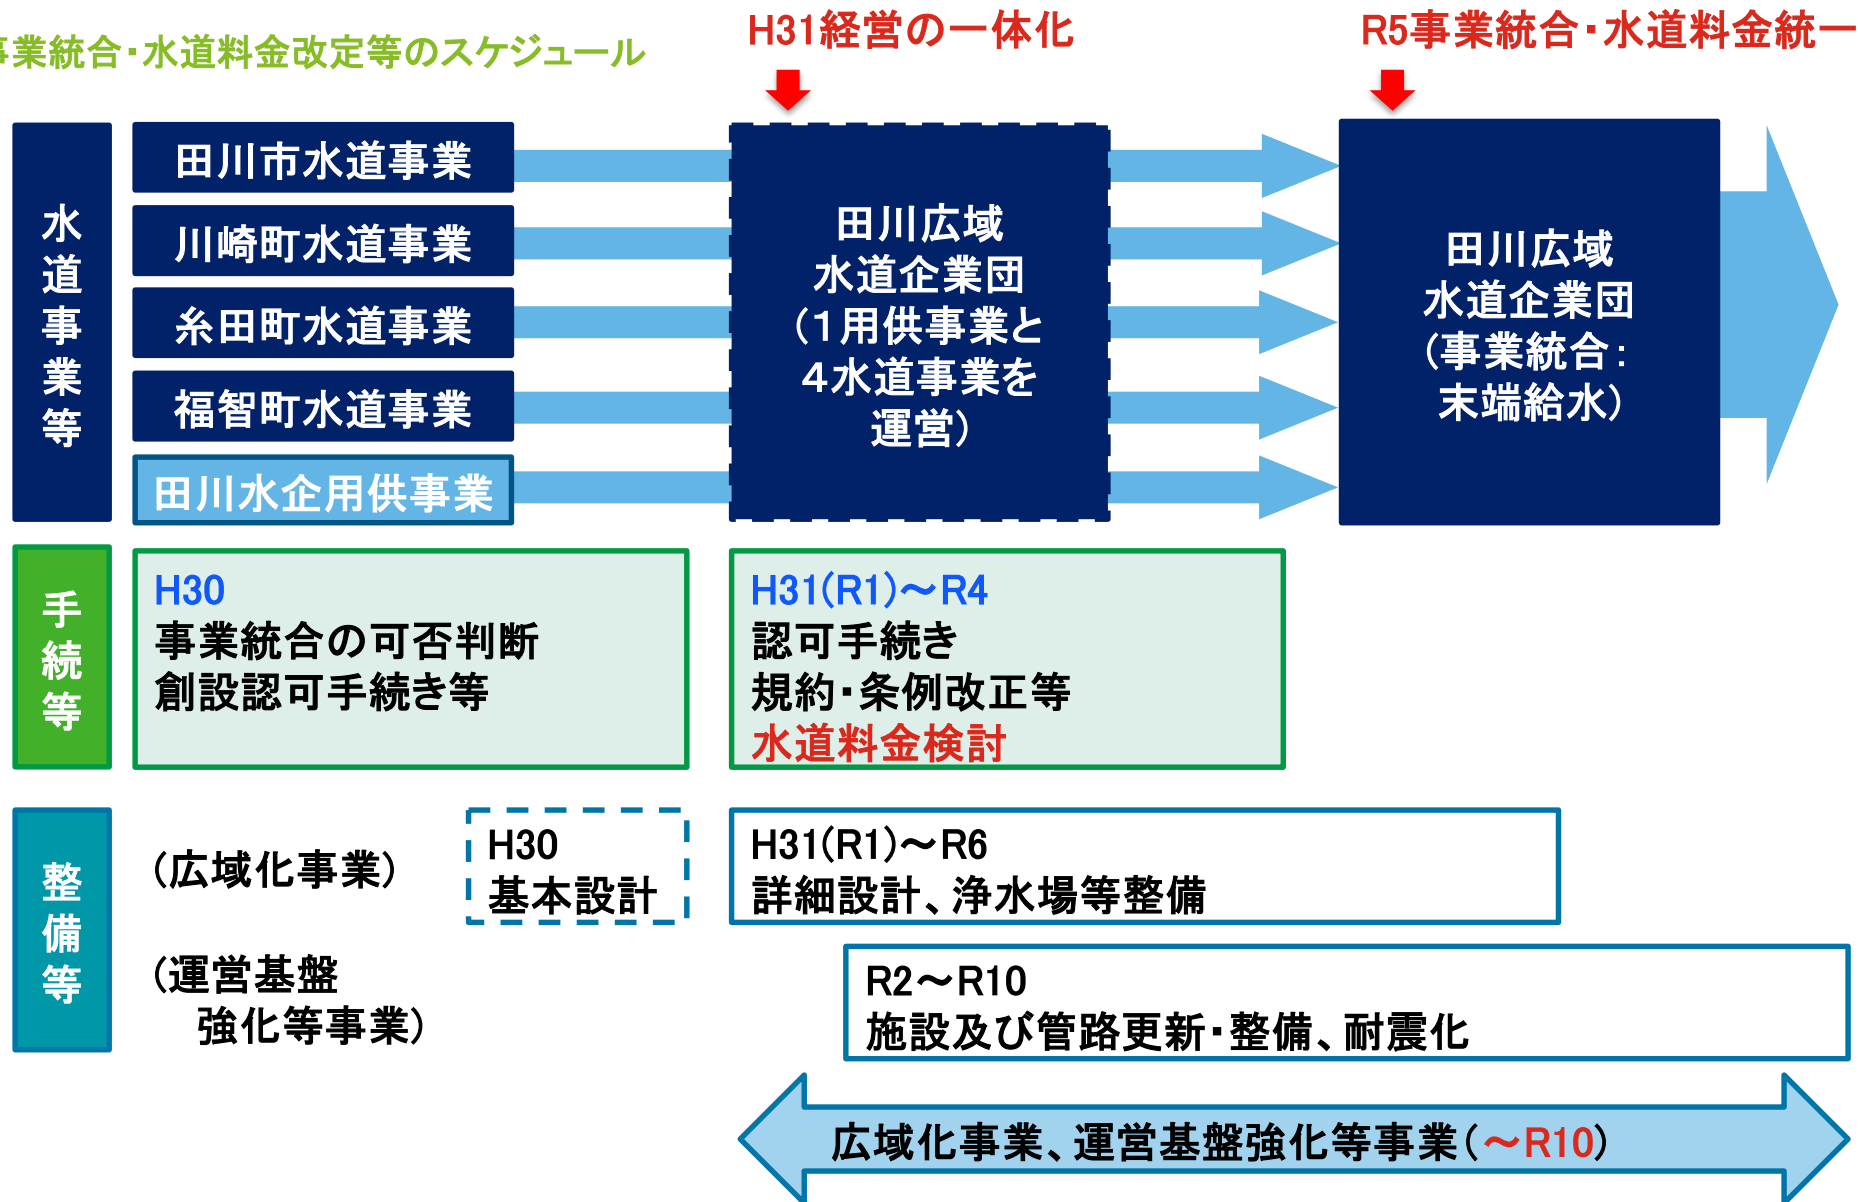 事業統合・水道料金改定等のスケジュール
H31経営の一体化
R5事業統合・水道料金統一
水道事業等
田川市水道事業
川崎町水道事業
糸田町水道事業
福智町水道事業
田川水企用供事業
田川広域
水道企業団
(1用供事業と
4水道事業を
運営)
田川広域
水道企業団
(事業統合:
末端給水)
手続等
H30
事業統合の可否判断
創設認可手続き等
H31(R1)~R4
認可手続き
規約・条例改正等
水道料金検討
整備等
(広域化事業)
H30
基本設計
H31(R1)~R6
詳細設計、浄水場等整備
(運営基盤
強化等事業)
R2~R10
施設及び管路更新・整備、耐震化
広域化事業、運営基盤強化等事業(~R10)